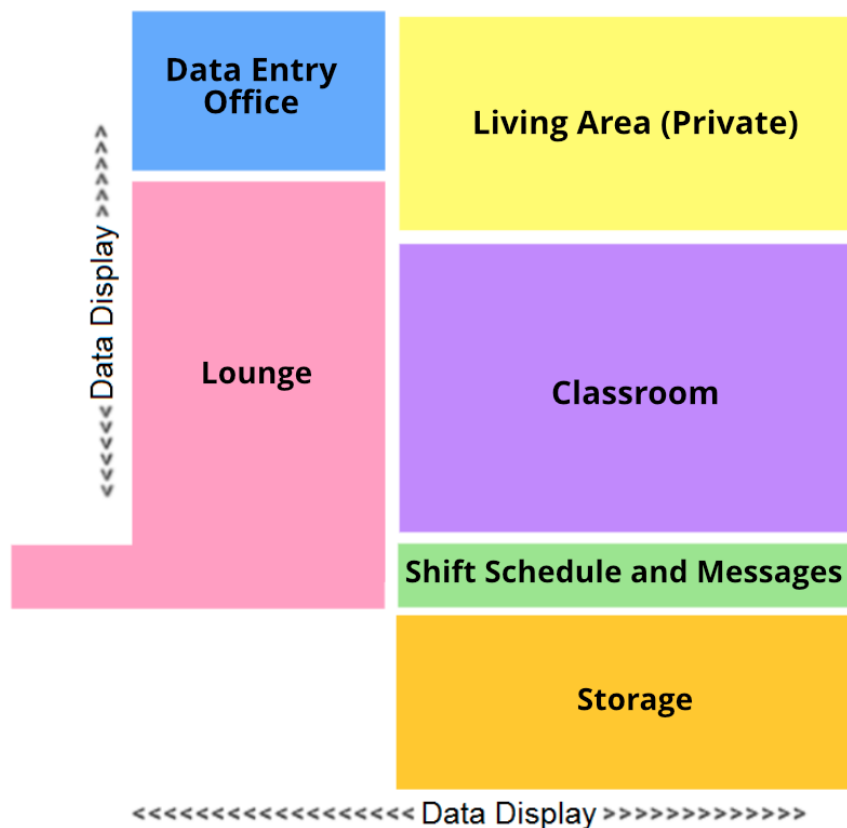 Data Entry
Office
Living Area (Private)
<<<<<< Data Display >>>>>>
Lounge
Classroom
Shift Schedule and Messages
Storage
<<<<<<<<<<<<<<<<<< Data Display >>>>>>>>>>>>>